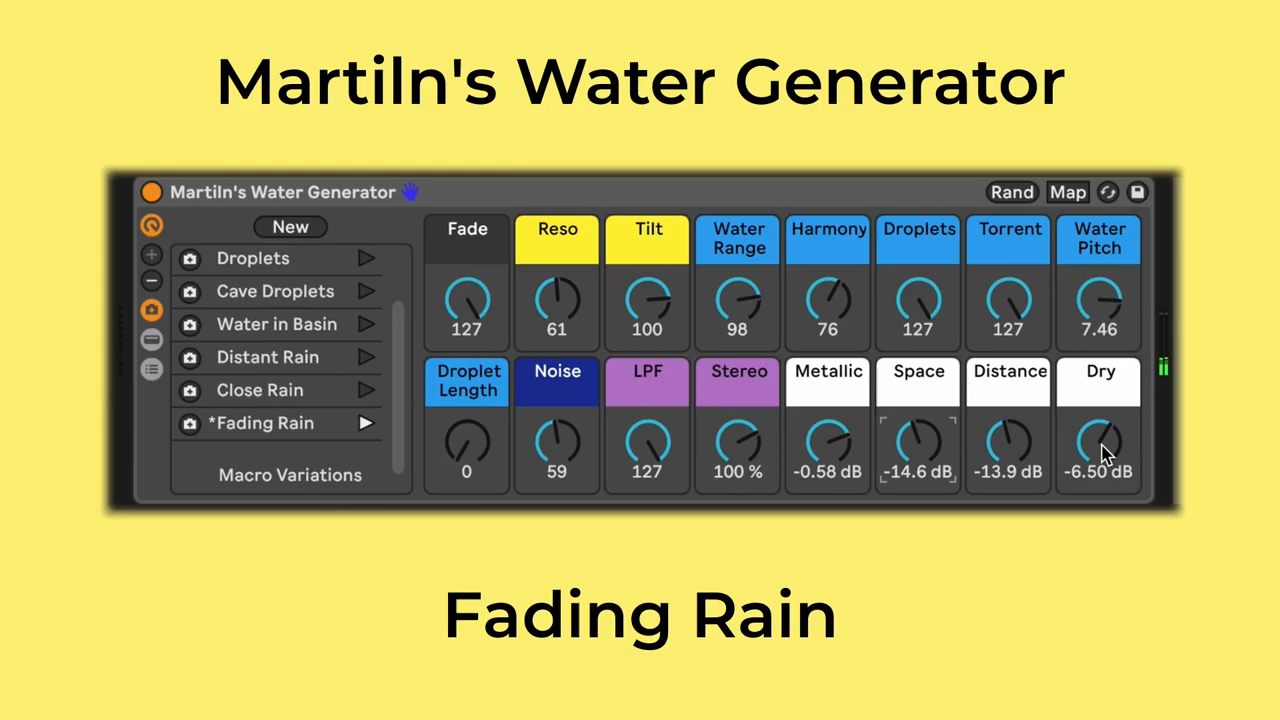 Martiln's Water Generator
Martiln's Water Generator
Rand Map
New
Droplets
Cave Droplets
Water in Basin
Distant Rain
Close Rain
*Fading Rain
Macro Variations
Fade Reso Tilt Water Range Harmony Droplets Torrent Water Pitch
127 61 100 98 76 127 127 7.46
Droplet Length Noise LPF Stereo Metallic Space Distance Dry
0 59 127 100 % -0.58 dB -14.6 dB -13.9 dB -6.50 dB
Fading Rain